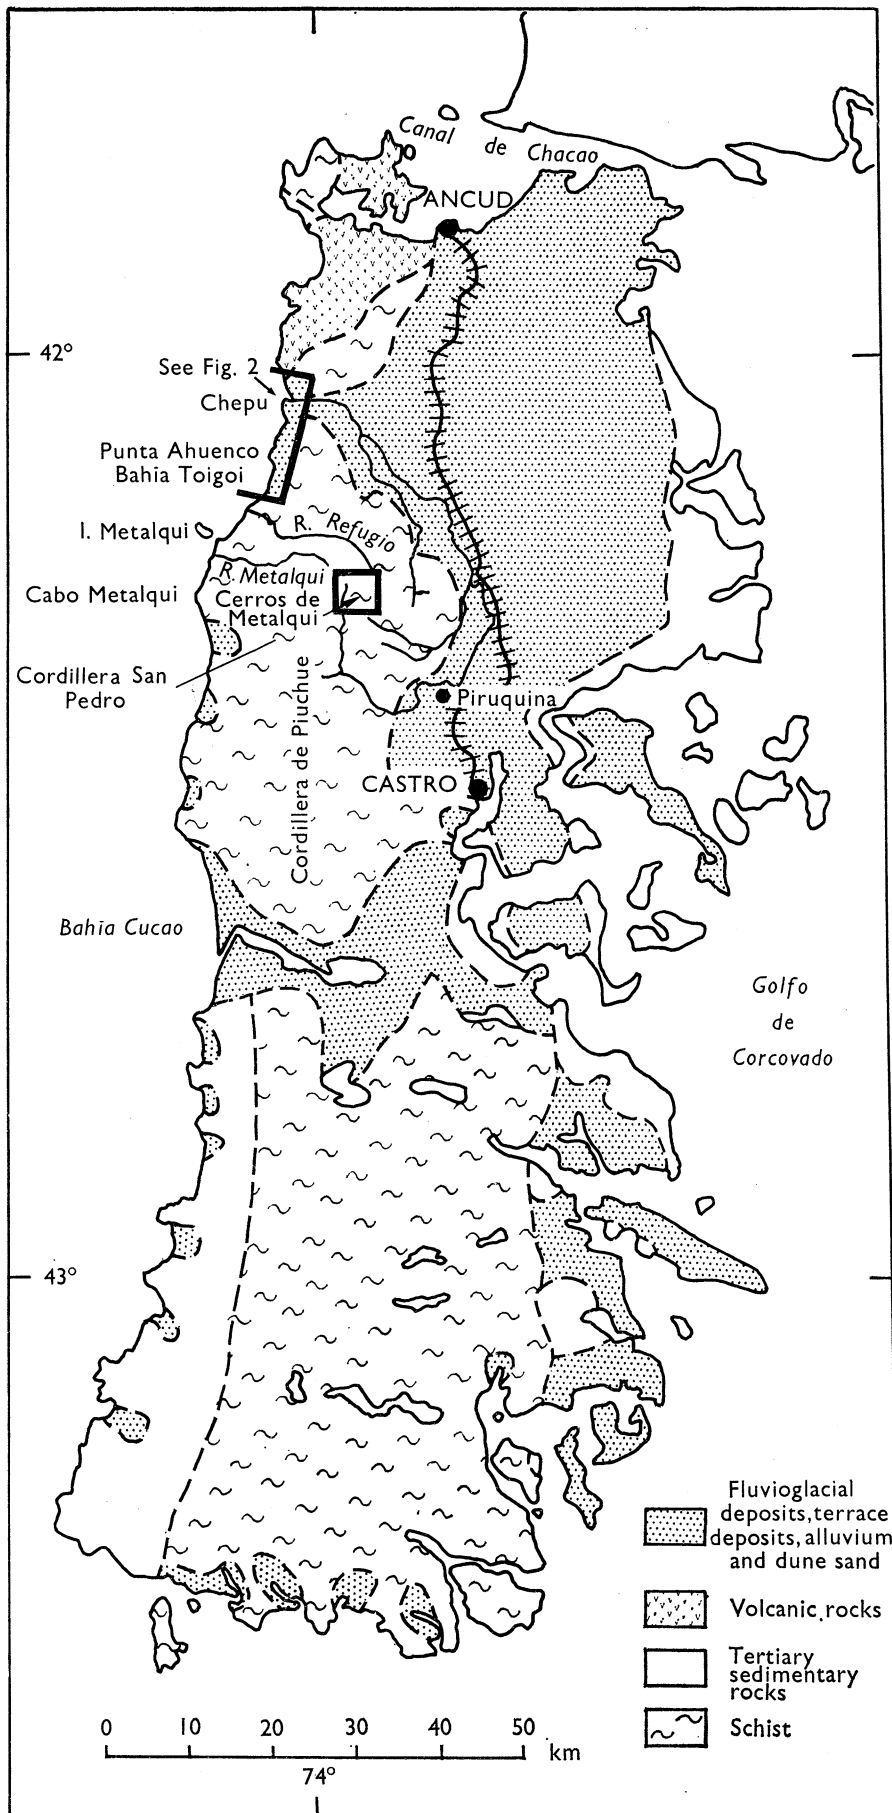 Canal
de Chacao
ANCUD
42°
See Fig. 2
Chepu
Punta Ahuenco
Bahīa Toigoi
R. Refugio
I. Metalqui
R. Metalqui
Cabo Metalqui
Cerros de
Metalqui
Cordillera San
Pedro
Cordillera de Piuchue
Piruquina
CASTRO
Bahīa Cucao
Golfo
de
Corcovado
43°
Fluvioglacial
deposits, terrace
deposits, alluvium
and dune sand
Volcanic rocks
Tertiary
sedimentary
rocks
Schist
0 10 20 30 40 50
km
74°